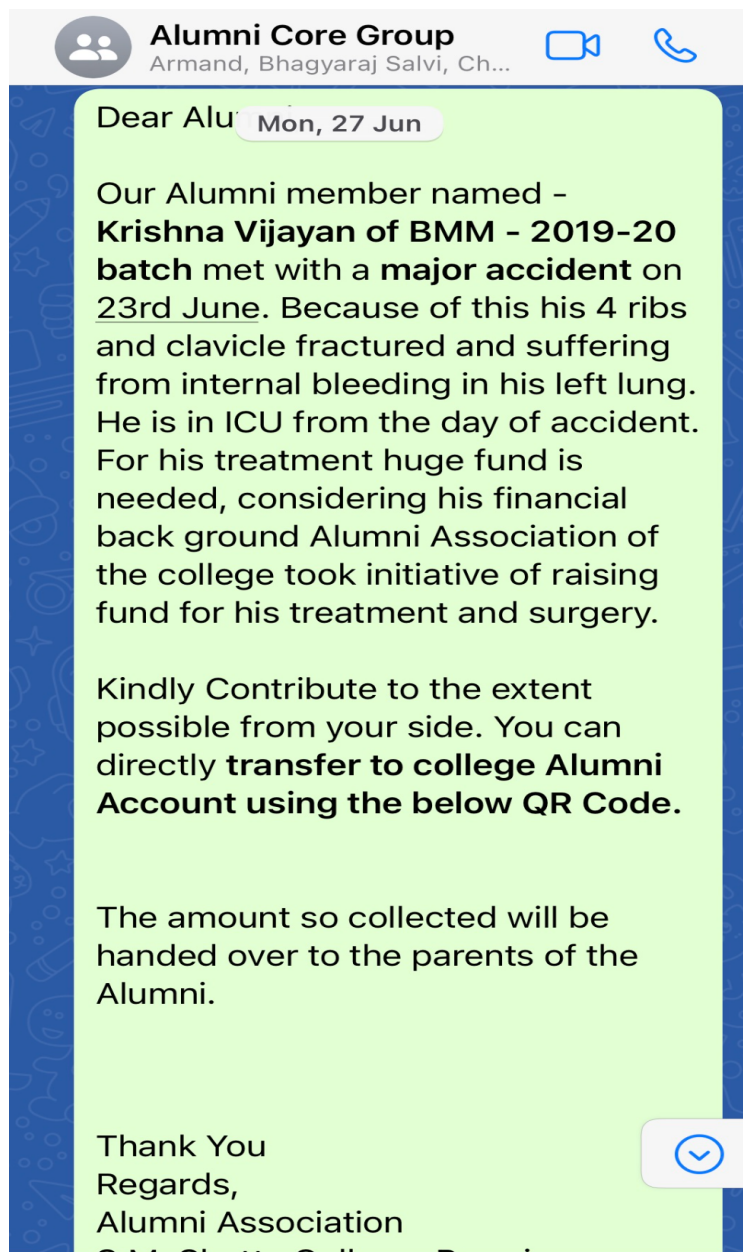 Alumni Core Group
Armand, Bhagyaraj Salvi, Ch...
Mon, 27 Jun
Dear
Our Alumni member named -
Krishna Vijayan of BMM - 2019-20
batch met with a major accident on
23rd June. Because of this his 4 ribs
and clavicle fractured and suffering
from internal bleeding in his left lung.
He is in ICU from the day of accident.
For his treatment huge fund is
needed, considering his financial
back ground Alumni Association of
the college took initiative of raising
fund for his treatment and surgery.
Kindly Contribute to the extent
possible from your side. You can
directly transfer to college Alumni
Account using the below QR Code.
The amount so collected will be
handed over to the parents of the
Alumni.
Thank You
Regards,
Alumni Association